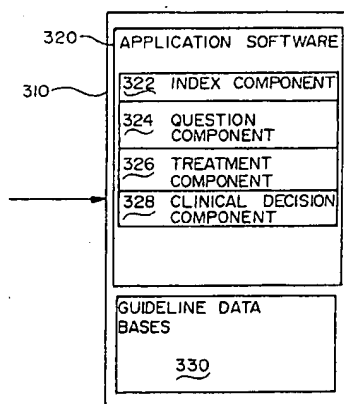 320
APPLICATION SOFTWARE
310
322 INDEX COMPONENT
324 QUESTION
COMPONENT
326 TREATMENT
COMPONENT
328 CLINICAL DECISION
COMPONENT
GUIDELINE DATA
BASES
330